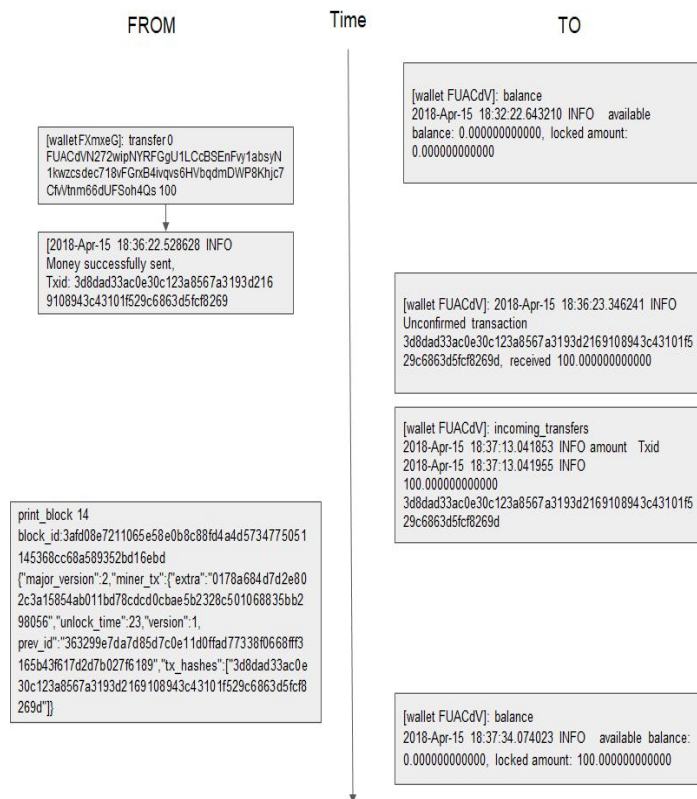 FROM
Time
TO
[wallet FUACdV]: balance
2018-Apr-15 18:32:22.643210 INFO available
balance: 0.000000000000, locked amount:
0.000000000000
[walletFXmxeG]: transfer 0
FUACdVN272wipNYRFGgU1LCcBSEnFvy1absyN
1kwzcsdec718vFGrxB4ivqvs6HVbqdmDWP8Khjc7
CfvVtnm66dUFSoh4Qs 100
[2018-Apr-15 18:36:22.528628 INFO
Money successfully sent,
Txid: 3d8dad33ac0e30c123a8567a3193d216
9108943c43101f529c6863d5fcf8269
[wallet FUACdV]: 2018-Apr-15 18:36:23.346241 INFO
Unconfirmed transaction
3d8dad33ac0e30c123a8567a3193d2169108943c43101f5
29c6863d5fcf8269d, received 100.000000000000
[wallet FUACdV]: incoming_transfers
2018-Apr-15 18:37:13.041853 INFO amount Txid
2018-Apr-15 18:37:13.041955 INFO
100.000000000000
3d8dad33ac0e30c123a8567a3193d2169108943c43101f5
29c6863d5fcf8269d
print_block 14
block_id:3afd08e7211065e58e0b8c88fd4a4d5734775051
145368cc68a589352bd16ebd
{"major_version":2,"miner_tx":{"extra":"0178a684d7d2e80
2c3a15854ab011bd78cdcd0cbae5b2328c501068835bb2
98056","unlock_time":23,"version":1,
prev_id":"363299e7da7d85d7c0e11d0ffad77338f0668fff3
165b43f617d2d7b027f6189","tx_hashes":["3d8dad33ac0e
30c123a8567a3193d2169108943c43101f529c6863d5fcf8
269d"]}
[wallet FUACdV]: balance
2018-Apr-15 18:37:34.074023 INFO available balance:
0.000000000000, locked amount: 100.000000000000